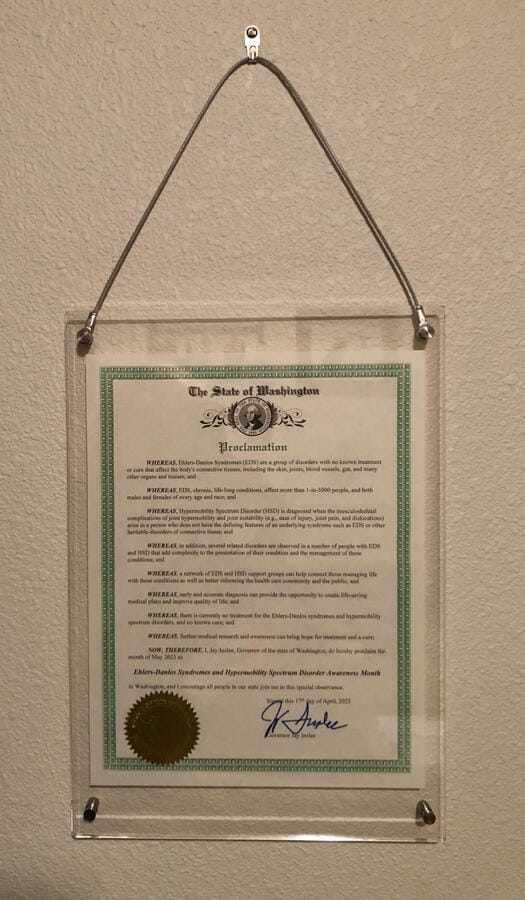 The State of Washington
Proclamation
WHEREAS, Ehlers-Danlos Syndromes (EDS) are a group of disorders with no known treatment
or cure that affect the body's connective tissues, including the skin, joints, blood vessels, gut, and many
other organs and tissues; and
WHEREAS, EDS, chronic, life-long conditions, affect more than 1-in-5000 people, and both
males and females of every age and race; and
WHEREAS, Hypermobility Spectrum Disorder (HSD) is diagnosed when the musculoskeletal
complications of joint hypermobility and joint instability (e.g., ease of injury, joint pain, and dislocations)
arise in a person who does not have the defining features of an underlying syndrome such as EDS or other
heritable disorders of connective tissue; and
WHEREAS, in addition, several related disorders are observed in a number of people with EDS
and HSD that add complexity to the presentation of their condition and the management of these
conditions; and
WHEREAS, a network of EDS and HSD support groups can help connect those managing life
with these conditions as well as better informing the health care community and the public; and
WHEREAS, early and accurate diagnosis can provide the opportunity to create life-saving
medical plans and improve quality of life; and
WHEREAS, there is currently no treatment for the Ehlers-Danlos syndromes and hypermobility
spectrum disorders, and no known cure; and
WHEREAS, further medical research and awareness can bring hope for treatment and a cure;
NOW, THEREFORE, I, Jay Inslee, Governor of the state of Washington, do hereby proclaim the
month of May 2023 as
Ehlers-Danlos Syndromes and Hypermobility Spectrum Disorder Awareness Month
in Washington, and I encourage all people in our state to join me in this special observance.
Signed this 17th day of April, 2023
Governor Jay Inslee